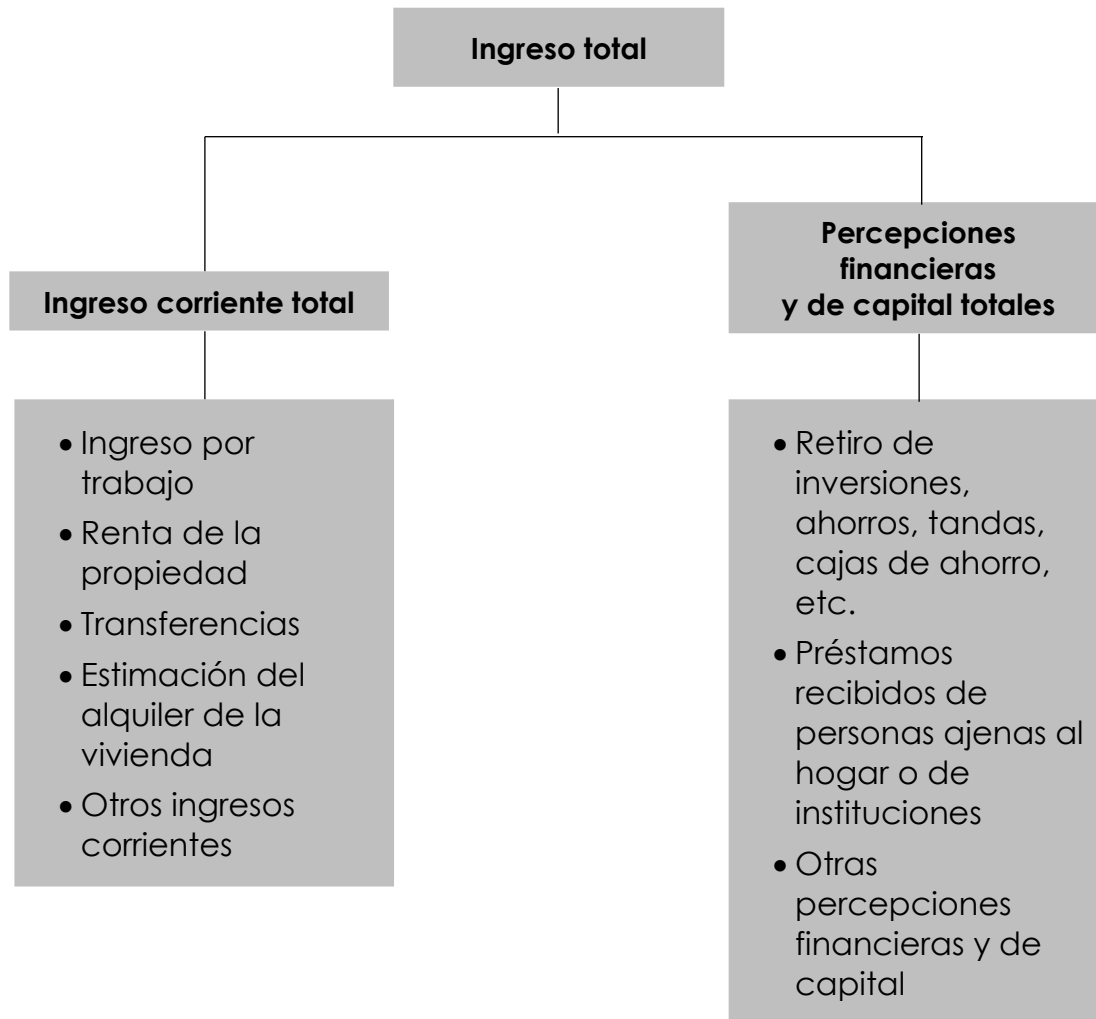 Ingreso total
Ingreso corriente total
• Ingreso por
trabajo
• Renta de la
propiedad
• Transferencias
• Estimación del
alquiler de la
vivienda
• Otros ingresos
corrientes
Percepciones
financieras
y de capital totales
• Retiro de
inversiones,
ahorros, tandas,
cajas de ahorro,
etc.
• Préstamos
recibidos de
personas ajenas al
hogar o de
instituciones
• Otras
percepciones
financieras y de
capital